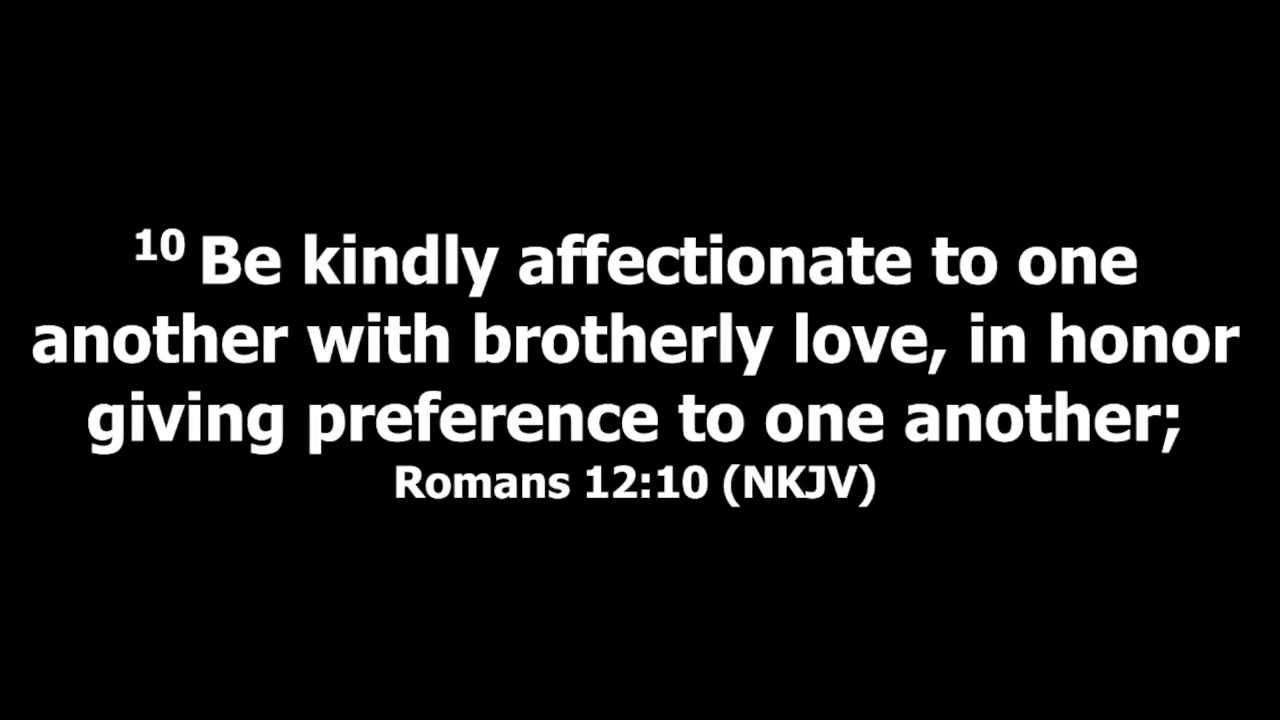 10 Be kindly affectionate to one
another with brotherly love, in honor
giving preference to one another;
Romans 12:10 (NKJV)